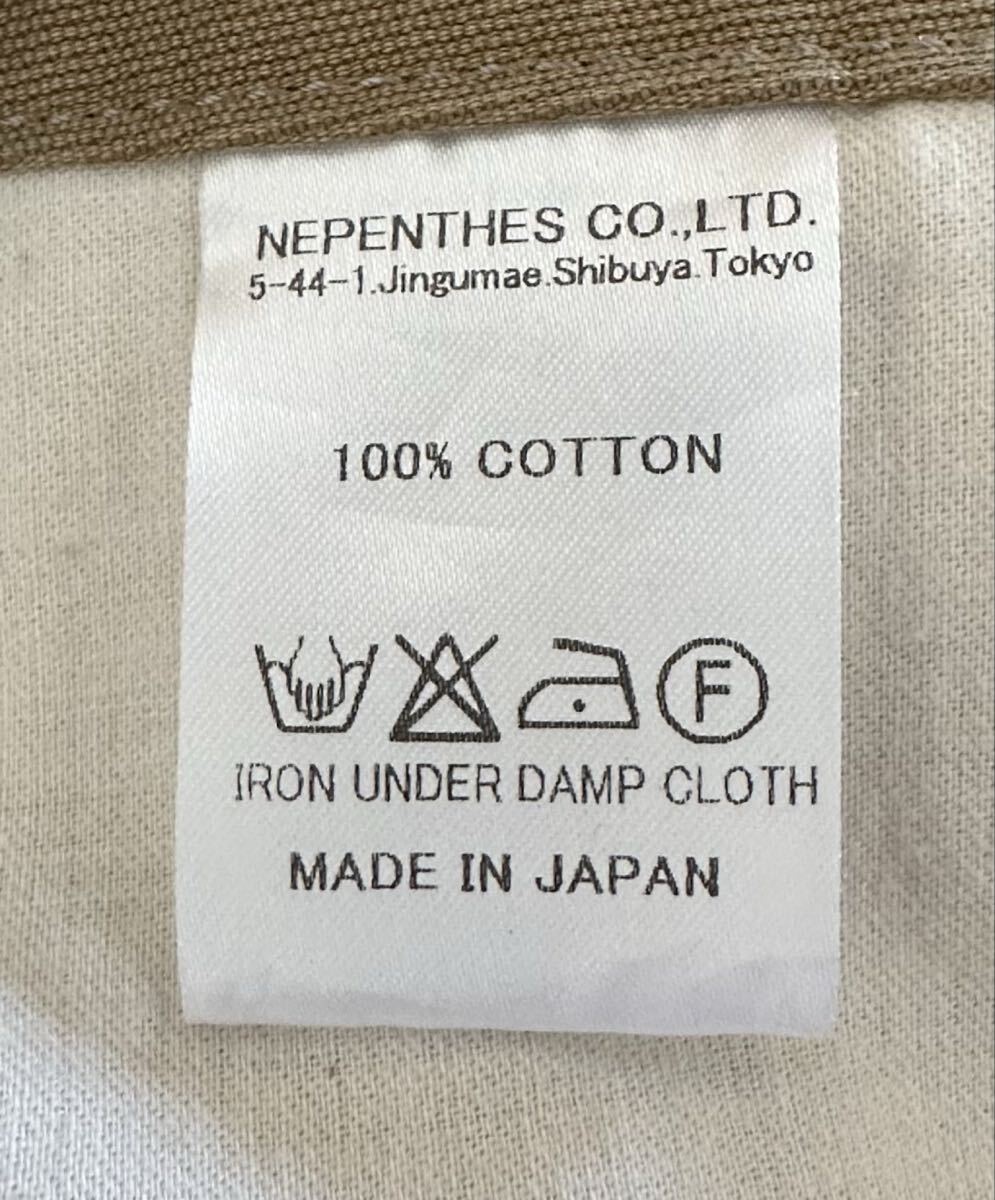 NEPENTHES CO.,LTD.
5-44-1.Jingumae.Shibuya.Tokyo
100% COTTON
F
IRON UNDER DAMP CLOTH
MADE IN JAPAN